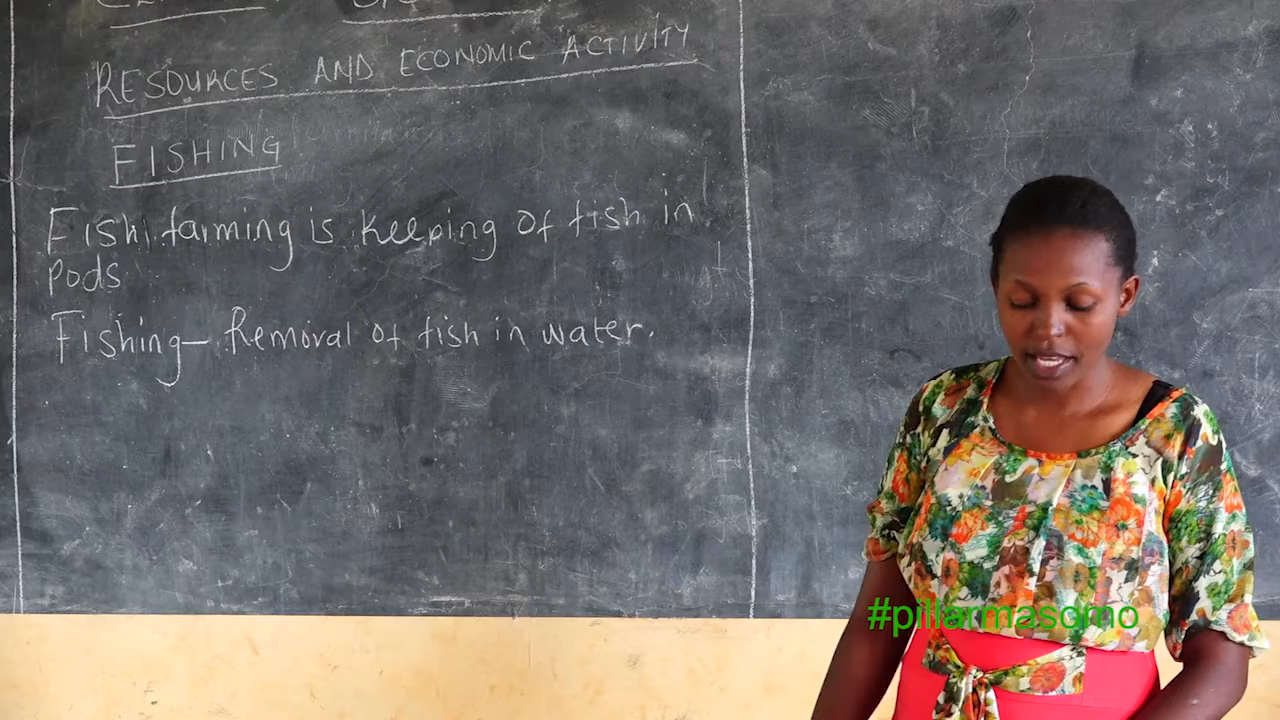 RESOURCES AND ECONOMIC ACTIVITY
FISHING
Fish farming is keeping of fish in
pods
Fishing - Removal of fish in water.
#pillarmasomo